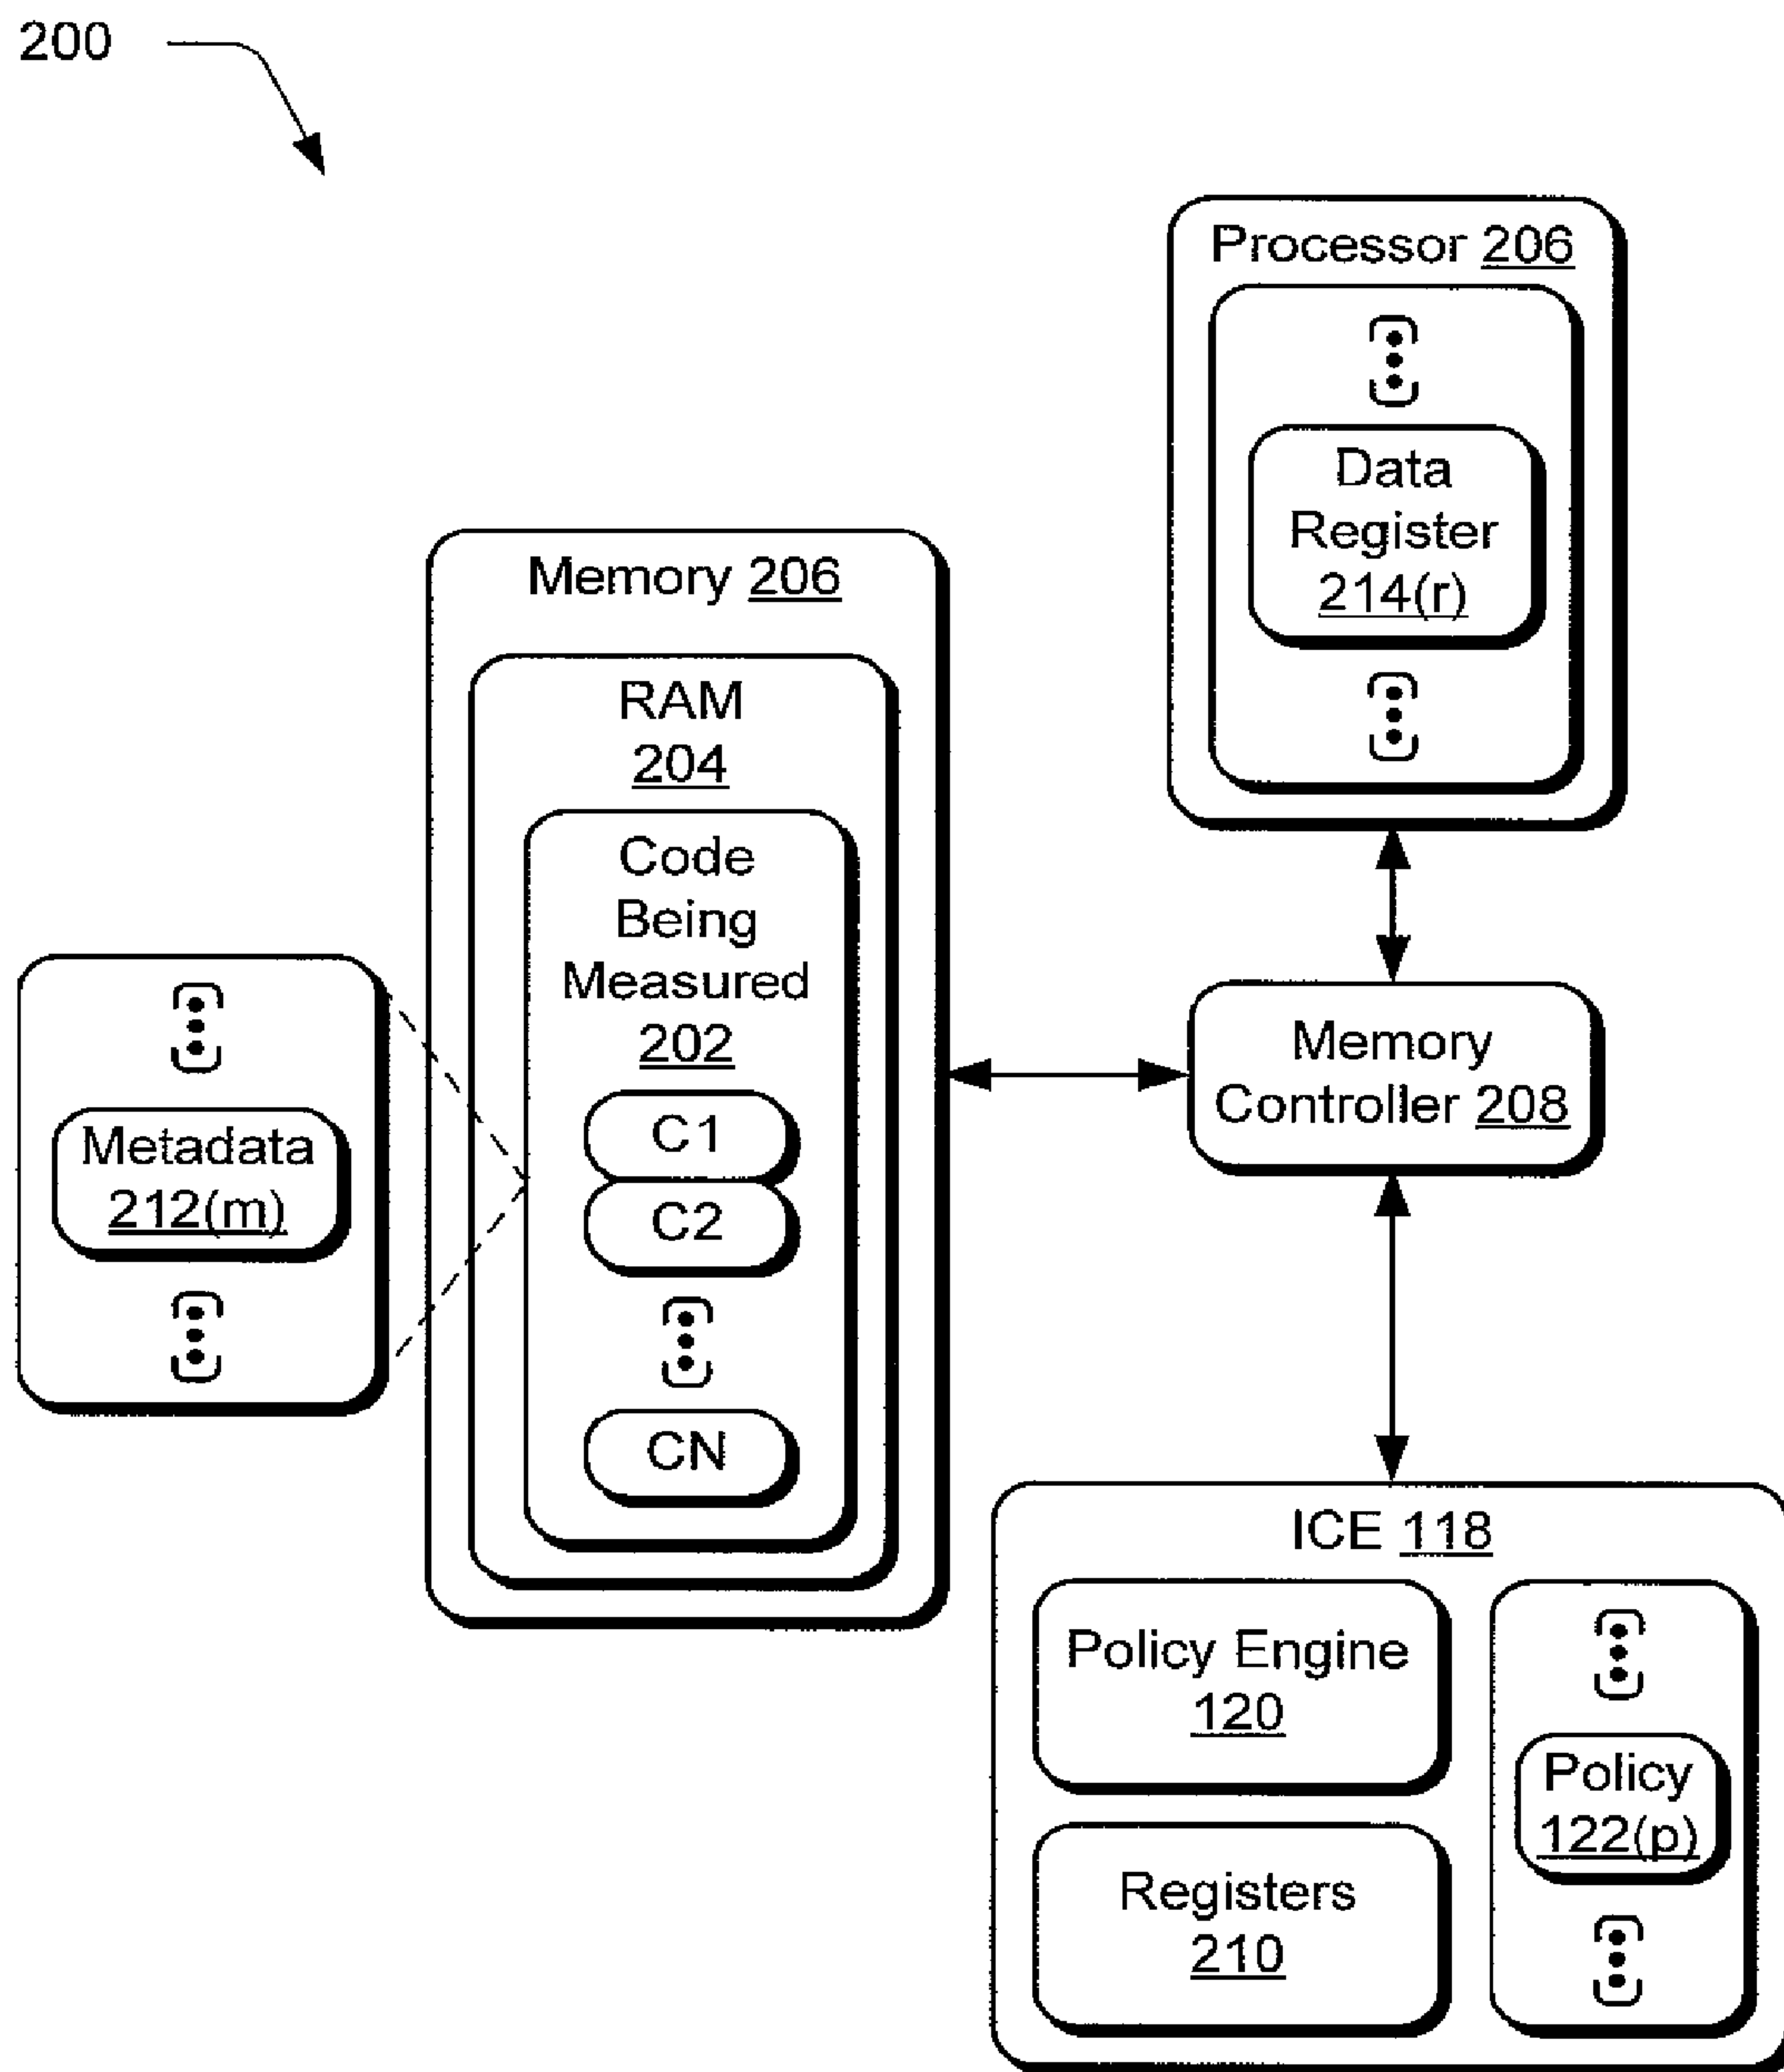 200
Processor 206
Data
Register
214(r)
Memory 206
RAM
204
Code
Being
Measured
202
C1
C2
CN
Metadata
212(m)
Memory
Controller 208
ICE 118
Policy Engine
120
Registers
210
Policy
122(p)